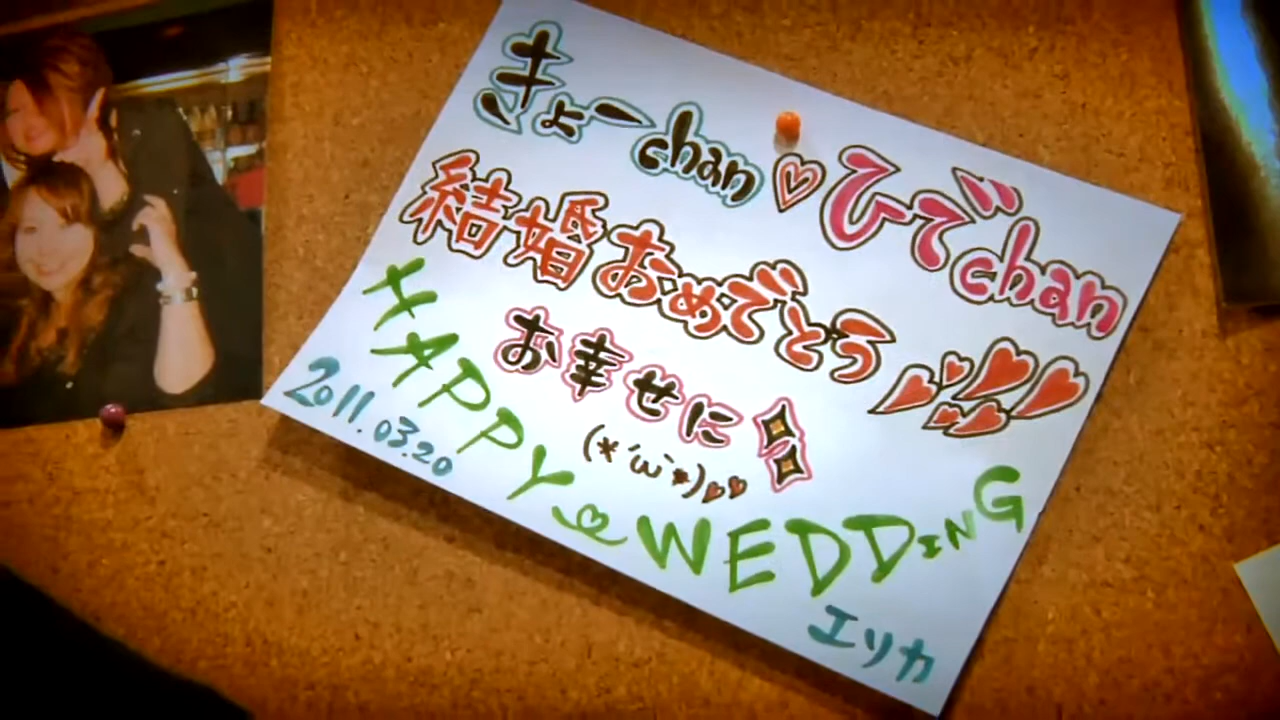 きょーchan♡ひでchan
結婚おめでとう
お幸せに
(*´ω`*)
HAPPY WEDDING
2011.03.20
エリカ